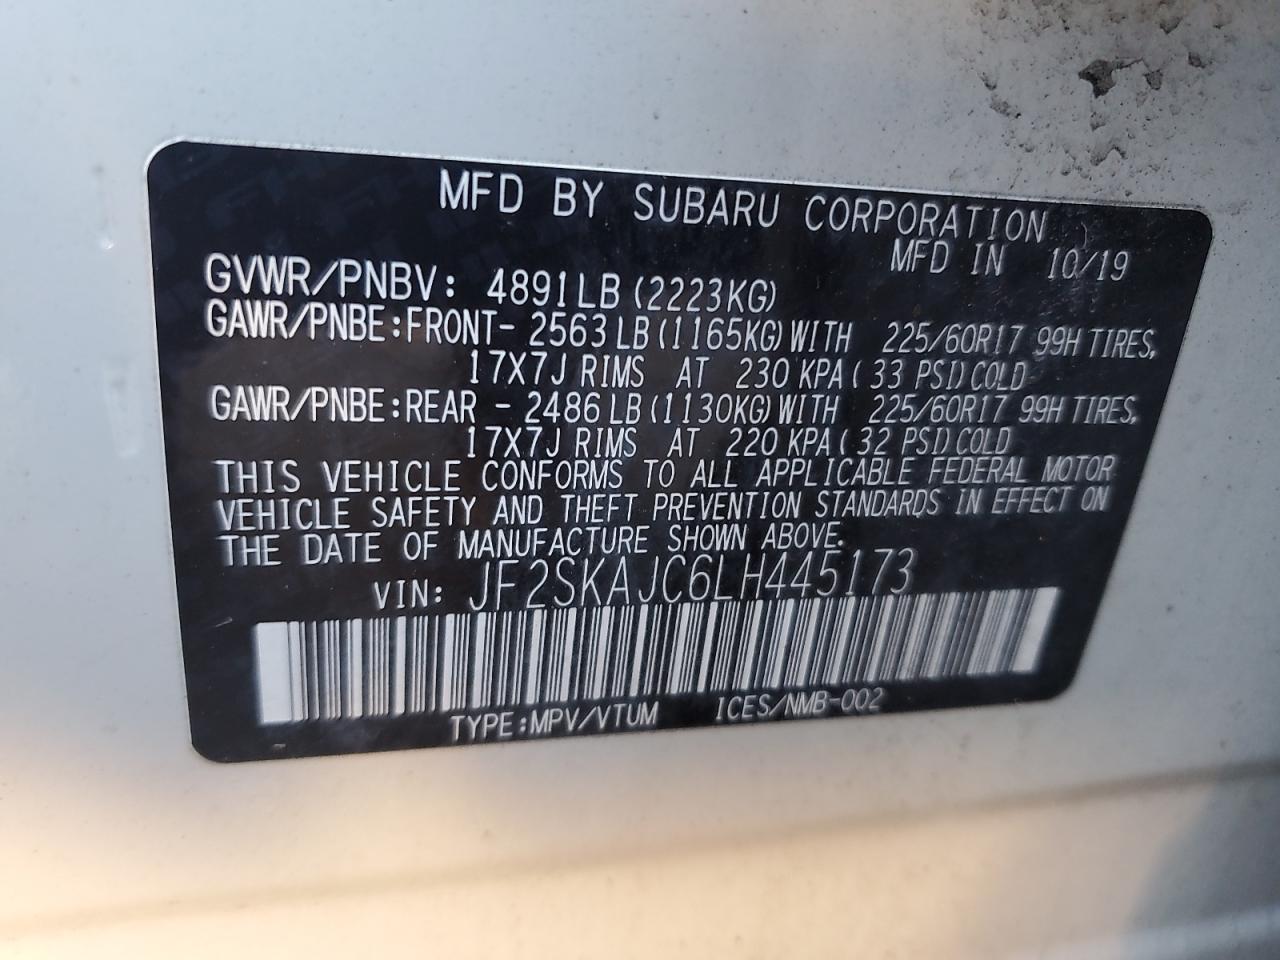 MFD BY SUBARU CORPORATION
MFD IN 10/19
GVWR/PNBV: 4891LB (2223KG)
GAWR/PNBE:FRONT- 2563 LB (1165KG) WITH 225/60R17 99H TIRES,
17X7J RIMS AT 230 KPA ( 33 PSI) COLD
GAWR/PNBE:REAR - 2486 LB (1130KG) WITH 225/60R17 99H TIRES,
17X7J RIMS AT 220 KPA ( 32 PSI) COLD
THIS VEHICLE CONFORMS TO ALL APPLICABLE FEDERAL MOTOR
VEHICLE SAFETY AND THEFT PREVENTION STANDARDS IN EFFECT ON
THE DATE OF MANUFACTURE SHOWN ABOVE.
VIN: JF2SKAJC6LH445173
TYPE:MPV/VTUM ICES/NMB-002